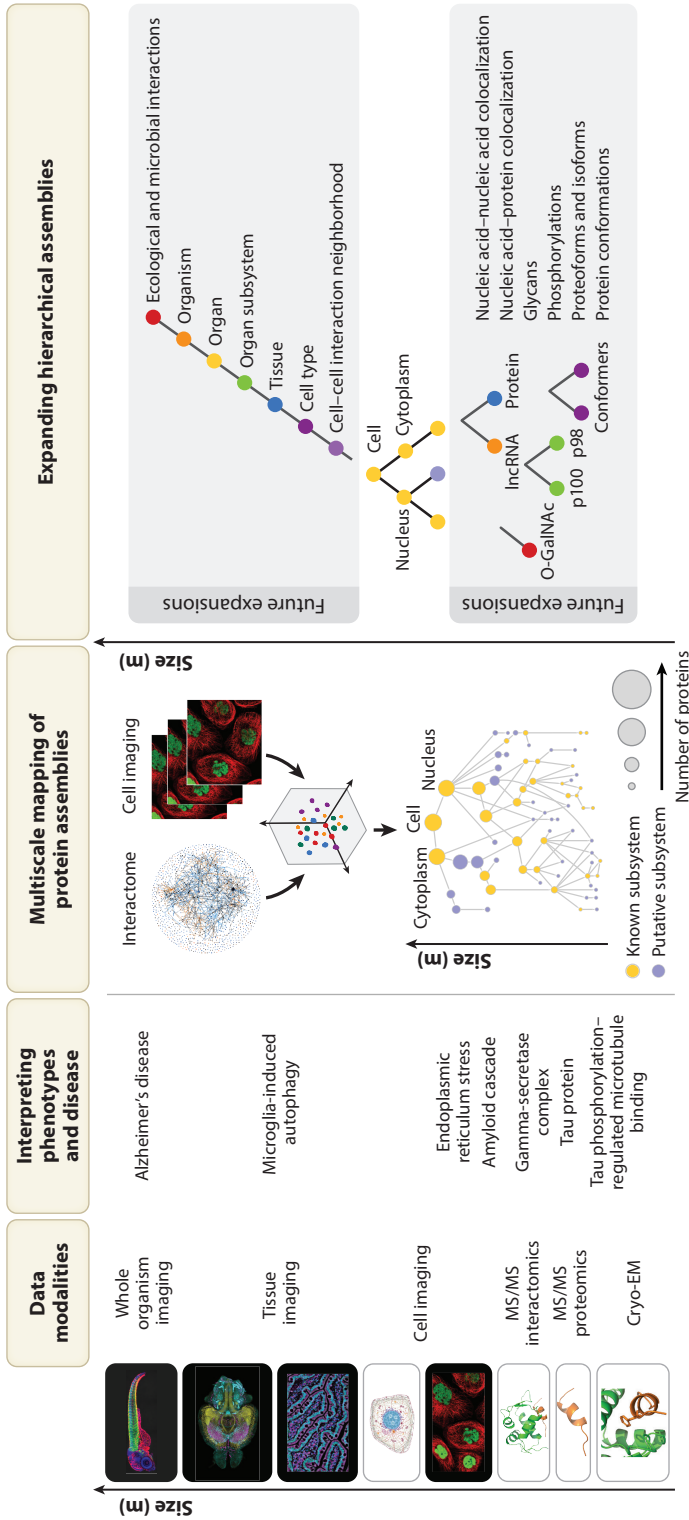 Data
modalities
Interpreting
phenotypes
and disease
Multiscale mapping of
protein assemblies
Expanding hierarchical assemblies
Size (m)
Whole
organism
imaging
Tissue
imaging
Cell imaging
MS/MS
interactomics
MS/MS
proteomics
Cryo-EM
Alzheimer's disease
Microglia-induced
autophagy
Endoplasmic
reticulum stress
Amyloid cascade
Gamma-secretase
complex
Tau protein
Tau phosphorylation–
regulated microtubule
binding
Interactome
Cell imaging
Size (m)
Cytoplasm
Cell
Nucleus
Known subsystem
Putative subsystem
Number of proteins
Size (m)
Future expansions
Ecological and microbial interactions
Organism
Organ
Organ subsystem
Tissue
Cell type
Cell–cell interaction neighborhood
Cell
Nucleus
Cytoplasm
Future expansions
O-GalNAc
lncRNA
Protein
p100
p98
Conformers
Nucleic acid–nucleic acid colocalization
Nucleic acid–protein colocalization
Glycans
Phosphorylations
Proteoforms and isoforms
Protein conformations